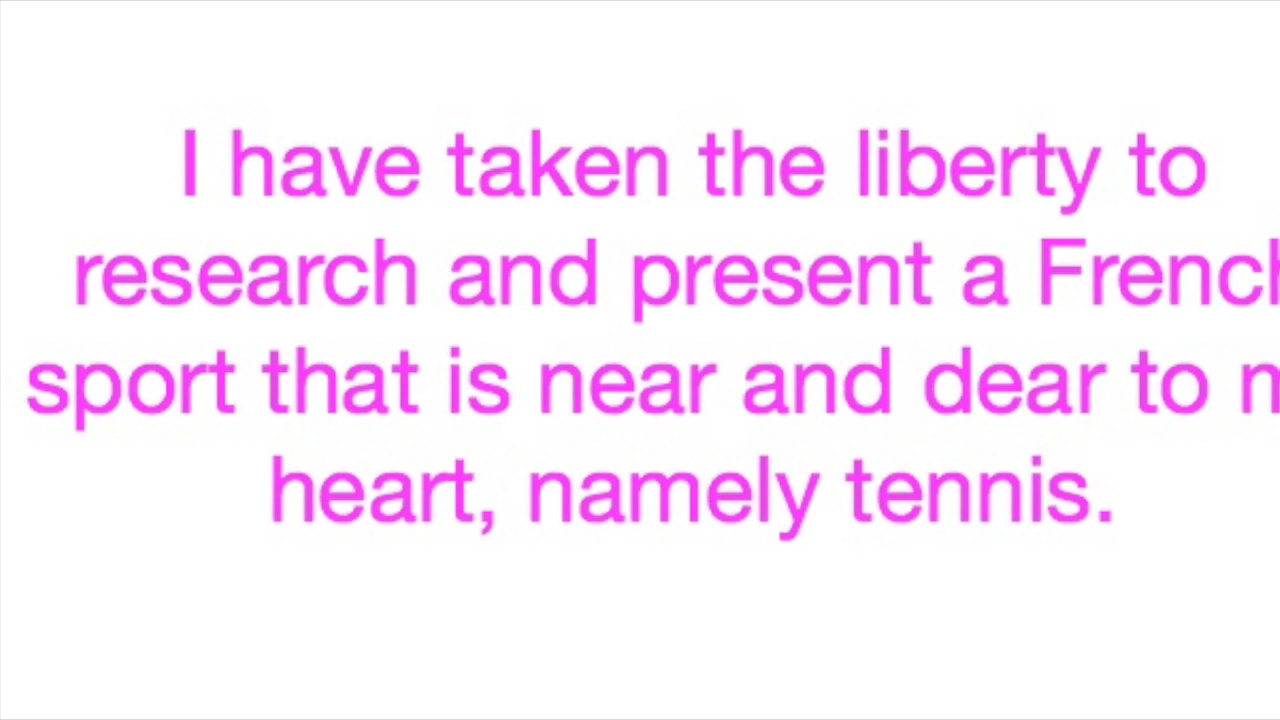 I have taken the liberty to
research and present a French
sport that is near and dear to
heart, namely tennis.